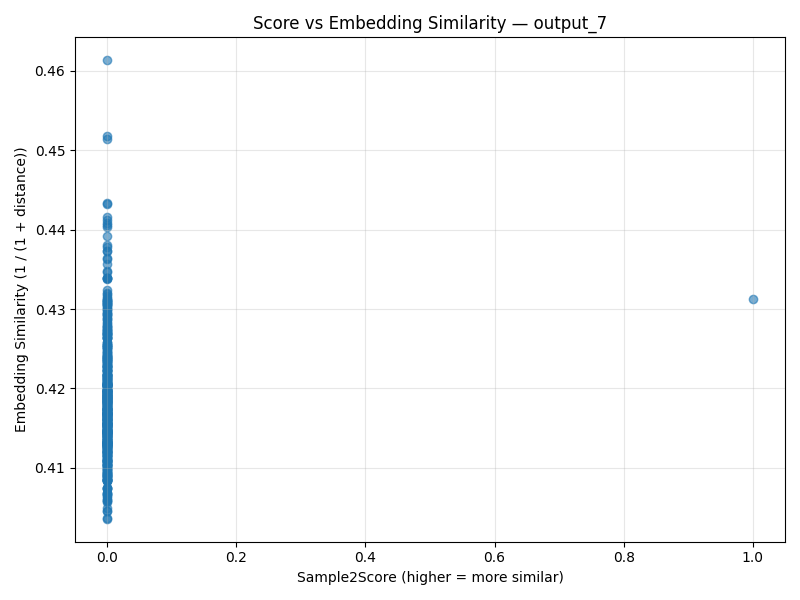 Score vs Embedding Similarity — output_7
Embedding Similarity (1 / (1 + distance))
0.46
0.45
0.44
0.43
0.42
0.41
0.0 0.2 0.4 0.6 0.8 1.0
Sample2Score (higher = more similar)